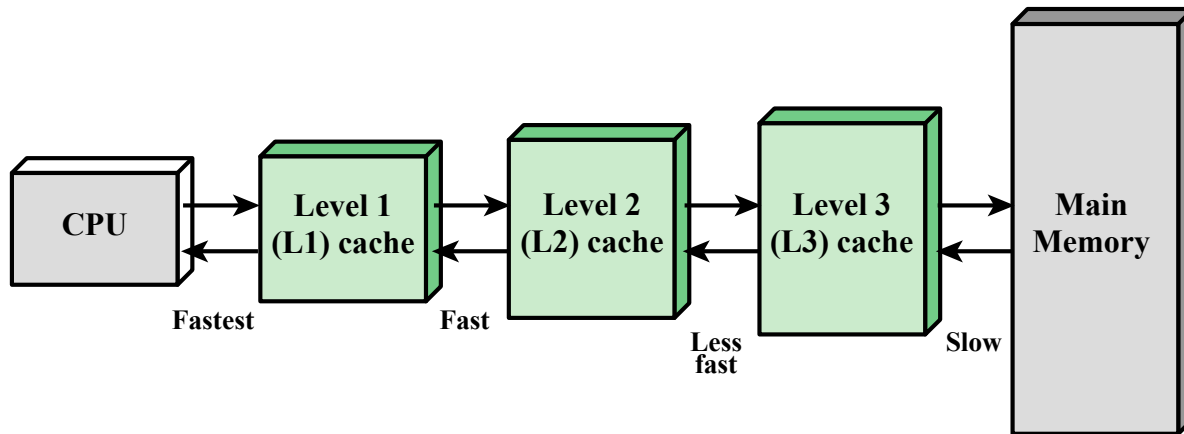 CPU
Level 1
(L1) cache
Level 2
(L2) cache
Level 3
(L3) cache
Main
Memory
Fastest
Fast
Less
fast
Slow